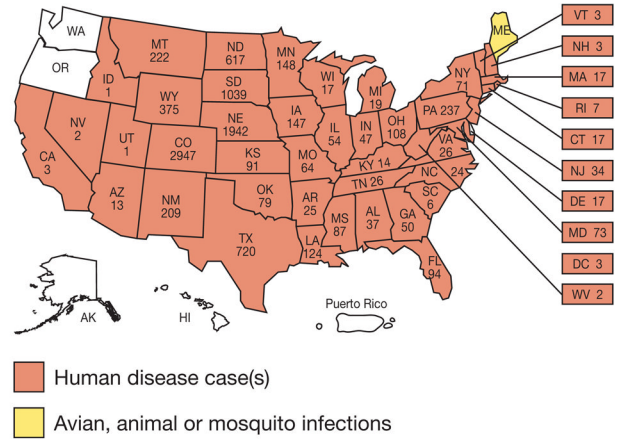 WA
OR
MT
222
ID
1
ND
617
SD
1039
MN
148
WI
17
MI
19
WY
375
NE
1942
IA
147
NV
2
UT
1
CO
2947
KS
91
MO
64
IL
54
IN
47
OH
108
PA 237
NY
71
ME
CA
3
AZ
13
NM
209
OK
79
AR
25
KY 14
TN 26
VA
26
NC 24
SC
6
TX
720
LA
124
MS
87
AL
37
GA
50
FL
94
VT 3
NH 3
MA 17
RI 7
CT 17
NJ 34
DE 17
MD 73
DC 3
WV 2
AK
HI
Puerto Rico
Human disease case(s)
Avian, animal or mosquito infections